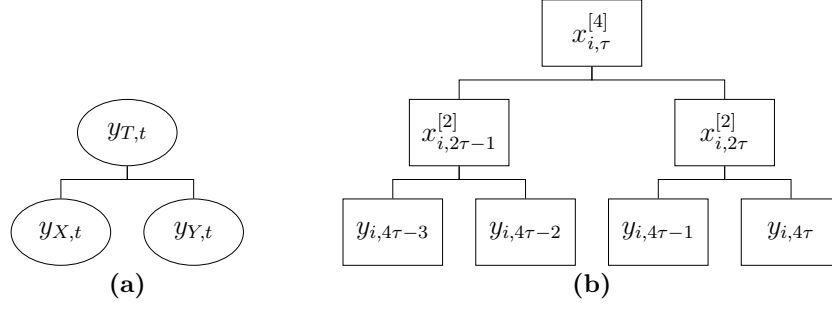 $x_{i,\tau}^{[4]}$
$y_{T,t}$
$x_{i,2\tau-1}^{[2]}$ $x_{i,2\tau}^{[2]}$
$y_{X,t}$ $y_{Y,t}$ $y_{i,4\tau-3}$ $y_{i,4\tau-2}$ $y_{i,4\tau-1}$ $y_{i,4\tau}$
(a) (b)